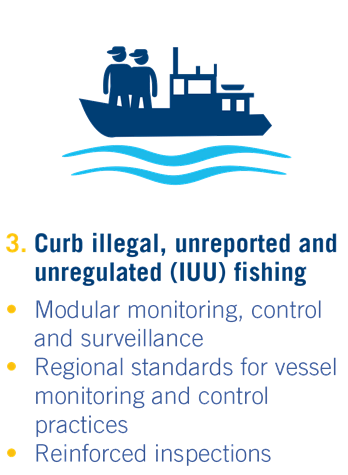 3. Curb illegal, unreported and
unregulated (IUU) fishing
• Modular monitoring, control
and surveillance
• Regional standards for vessel
monitoring and control
practices
• Reinforced inspections